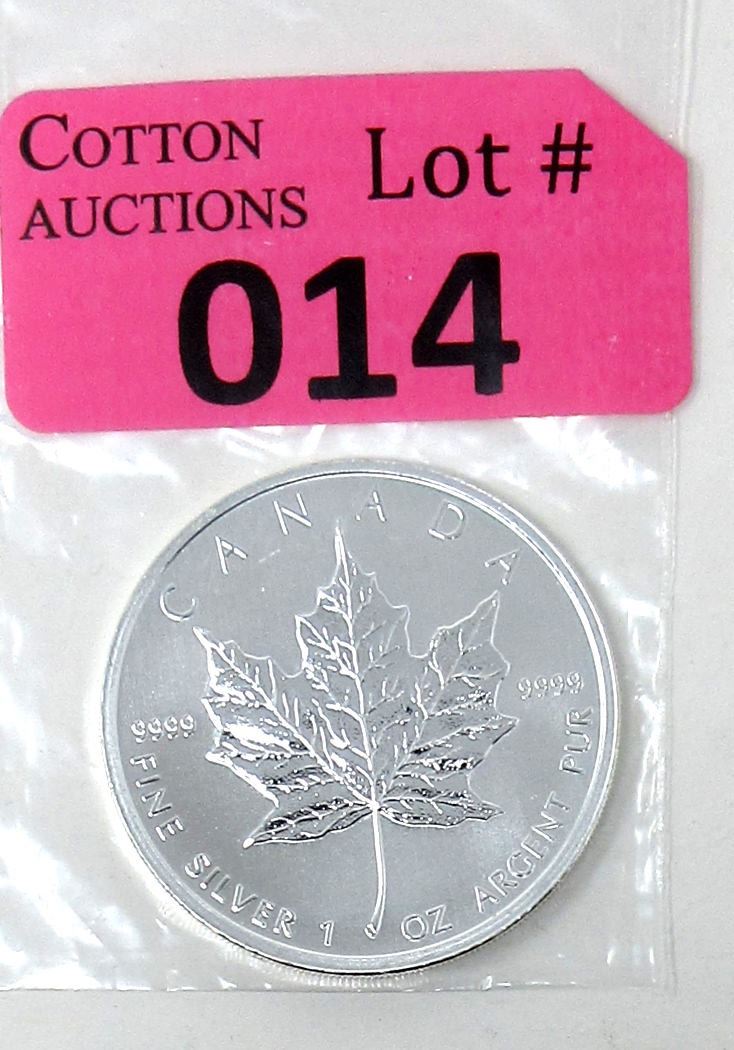 COTTON
AUCTIONS
Lot #
014
CANADA
9999
9999
FINE SILVER 1 OZ ARGENT PUR